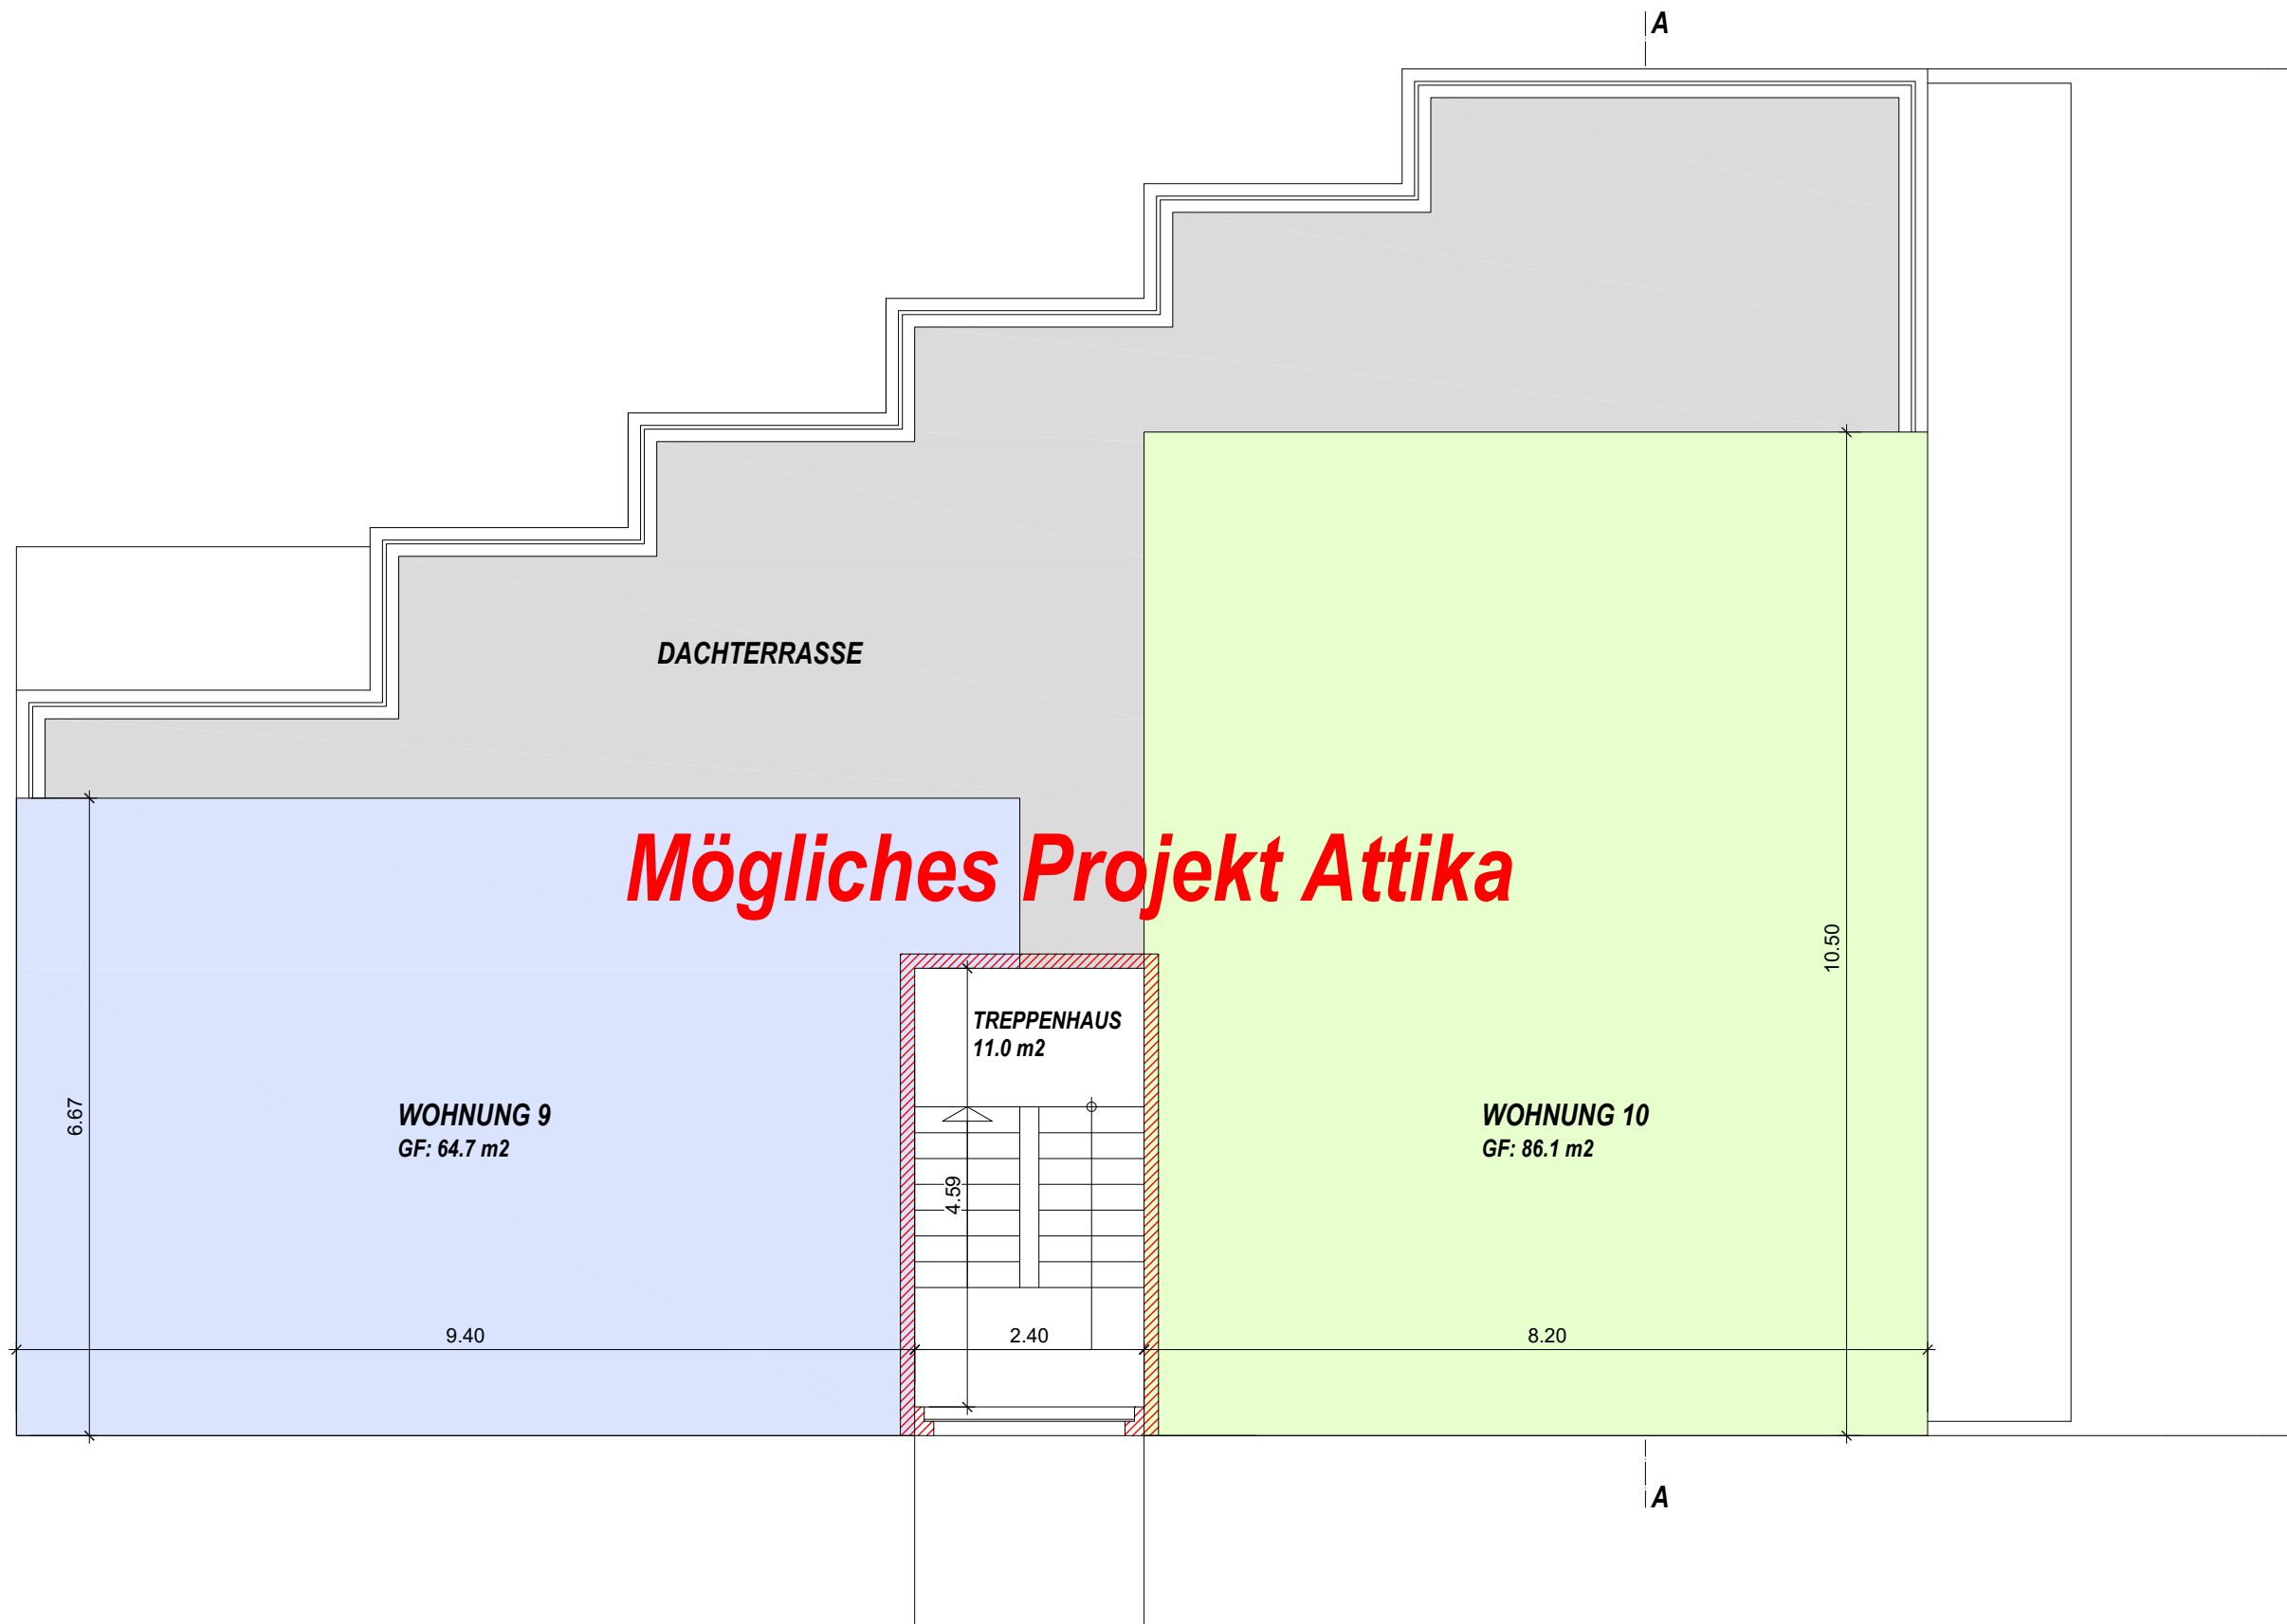 A
DACHTERRASSE
Mögliches Projekt Attika
10.50
TREPPENHAUS
11.0 m2
6.67
WOHNUNG 9
GF: 64.7 m2
4.59
WOHNUNG 10
GF: 86.1 m2
9.40
2.40
8.20
A